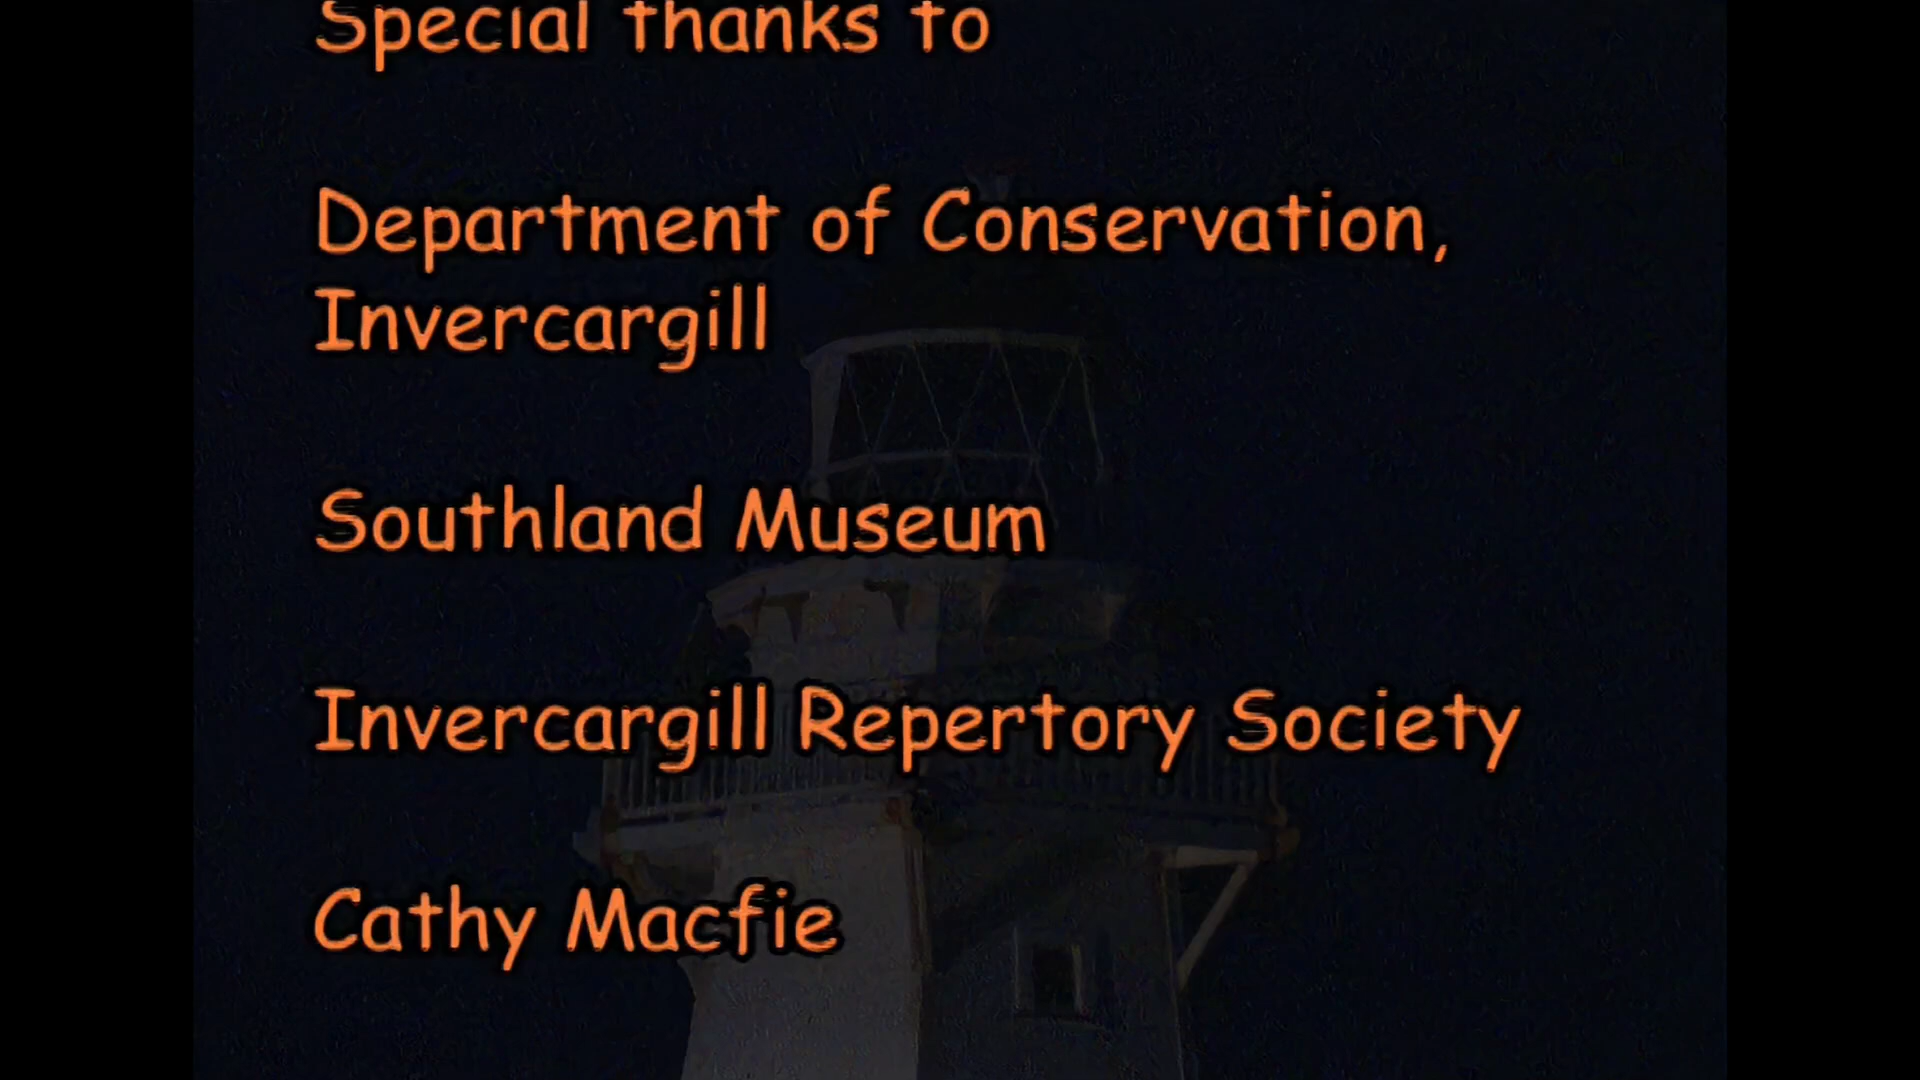 Special thanks to
Department of Conservation,
Invercargill
Southland Museum
Invercargill Repertory Society
Cathy Macfie